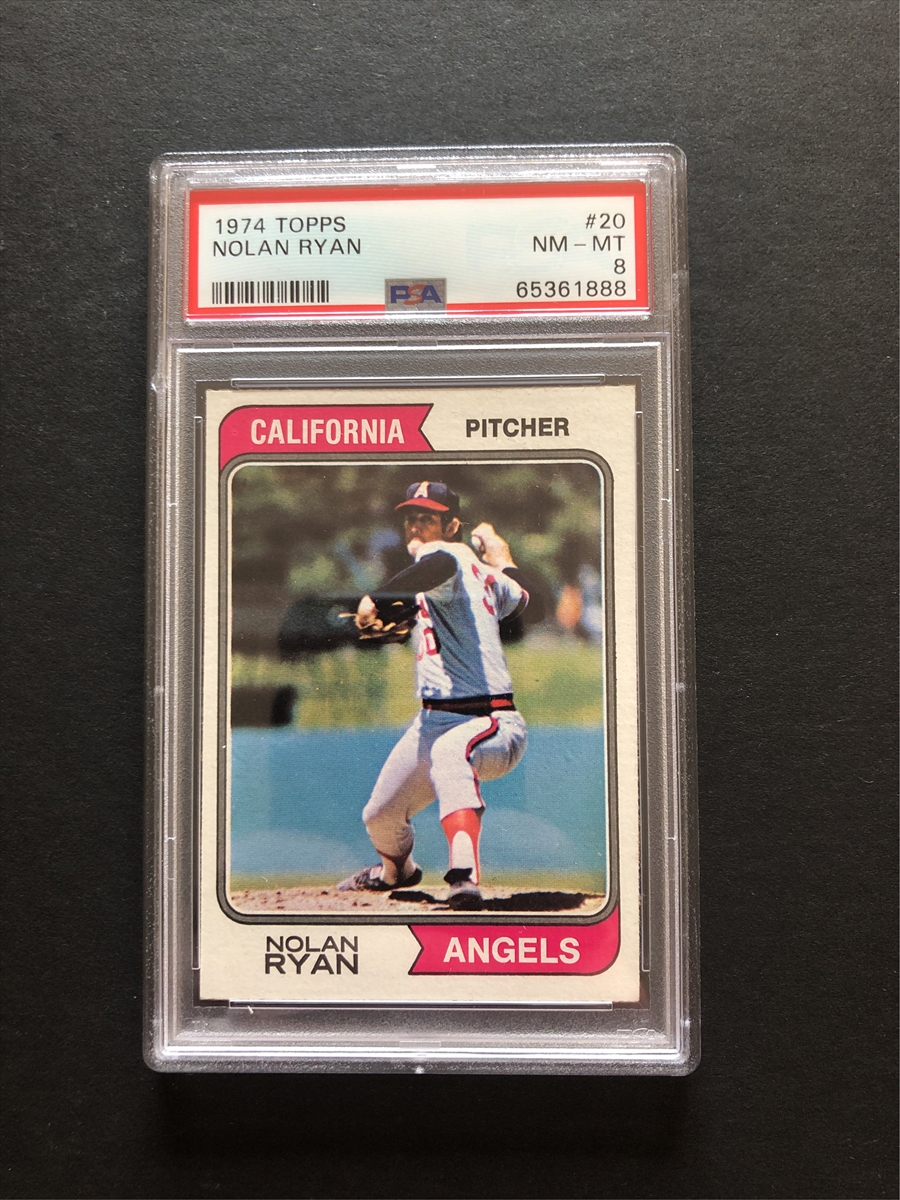 1974 TOPPS #20
NOLAN RYAN NM – MT
8
PSA 65361888
CALIFORNIA PITCHER
A
NOLAN
RYAN
ANGELS